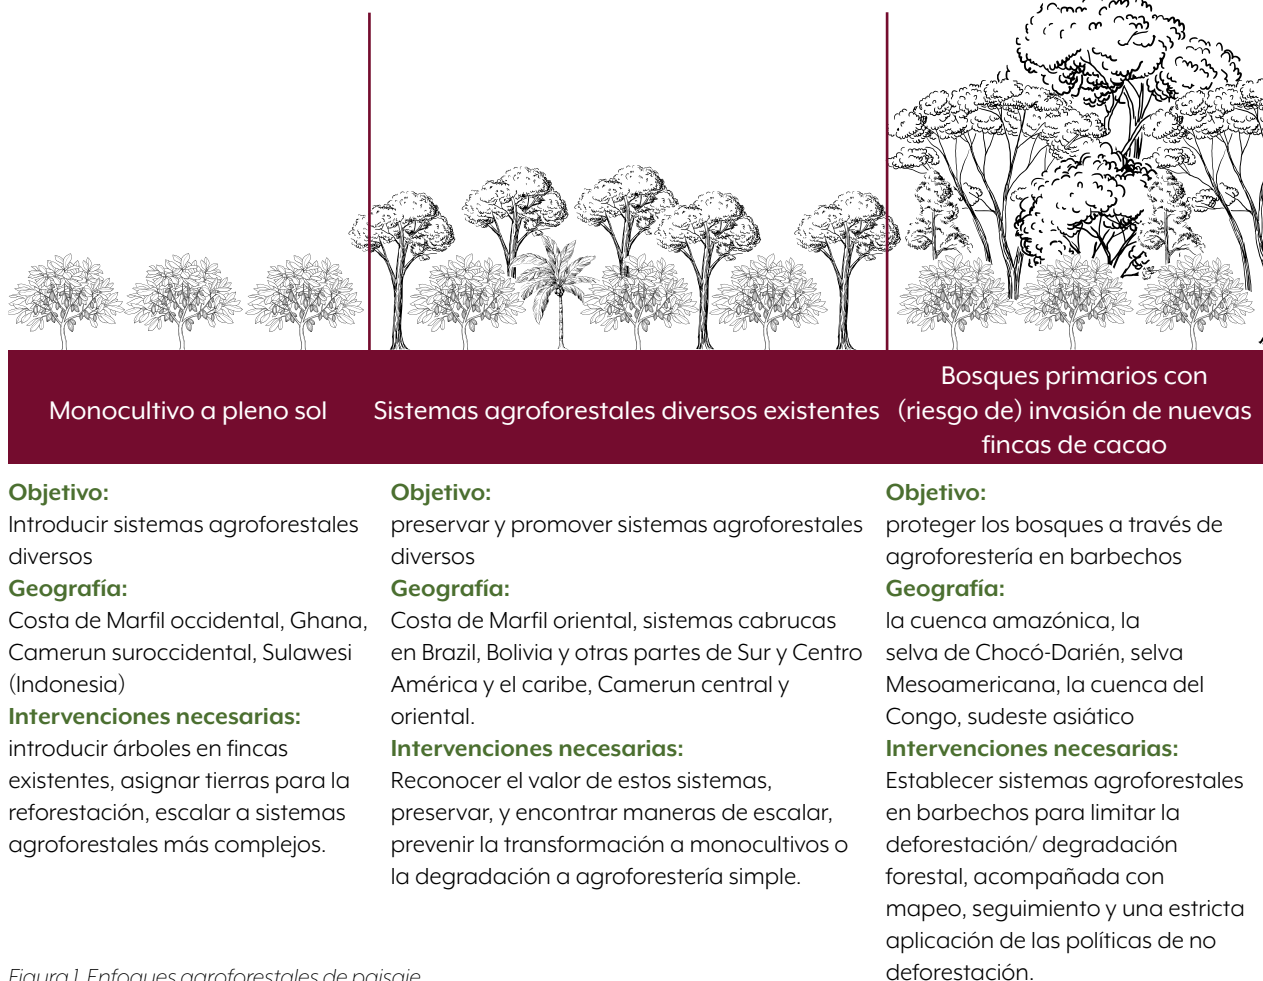 Monocultivo a pleno sol
Sistemas agroforestales diversos existentes
Bosques primarios con
(riesgo de) invasión de nuevas
fincas de cacao
Objetivo:
Introducir sistemas agroforestales
diversos
Geografía:
Costa de Marfil occidental, Ghana,
Camerun suroccidental, Sulawesi
(Indonesia)
Intervenciones necesarias:
introducir árboles en fincas
existentes, asignar tierras para la
reforestación, escalar a sistemas
agroforestales más complejos.
Objetivo:
preservar y promover sistemas agroforestales
diversos
Geografía:
Costa de Marfil oriental, sistemas cabrucas
en Brazil, Bolivia y otras partes de Sur y Centro
América y el caribe, Camerun central y
oriental.
Intervenciones necesarias:
Reconocer el valor de estos sistemas,
preservar, y encontrar maneras de escalar,
prevenir la transformación a monocultivos o
la degradación a agroforestería simple.
Objetivo:
proteger los bosques a través de
agroforestería en barbechos
Geografía:
la cuenca amazónica, la
selva de Chocó-Darién, selva
Mesoamericana, la cuenca del
Congo, sudeste asiático
Intervenciones necesarias:
Establecer sistemas agroforestales
en barbechos para limitar la
deforestación/ degradación
forestal, acompañada con
mapeo, seguimiento y una estricta
aplicación de las políticas de no
deforestación.
Figura 1. Enfoques agroforestales de paisaje